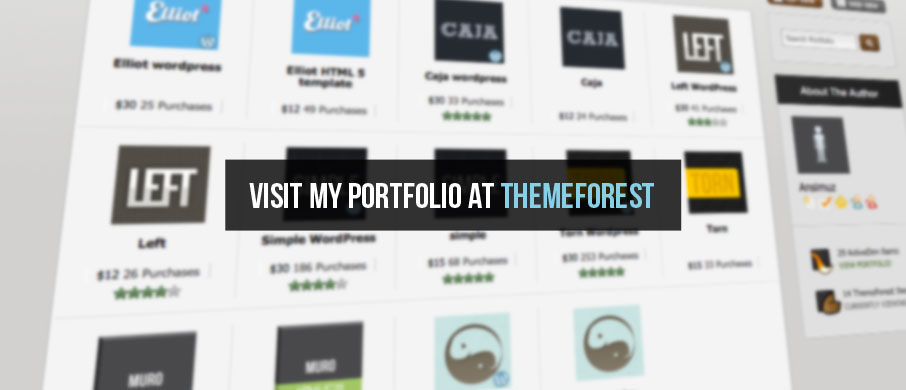 Elliot
Elliot
CAJA
CAJA
LEFT
Elliot wordpress
Elliot HTML 5
template
Caja wordpress
Caja
Left WordPress
$30 25 Purchases
$12 49 Purchases
$30 33 Purchases
$12 24 Purchases
$30 41 Purchases
About The Author
Ansimuz
LEFT
TORN
VISIT MY PORTFOLIO AT THEMEFOREST
Left
Simple WordPress
simple
Torn WordPress
Torn
$12 26 Purchases
$30 186 Purchases
$15 68 Purchases
$30 253 Purchases
$15 33 Purchases
VIEW PORTFOLIO
MURO
MURO